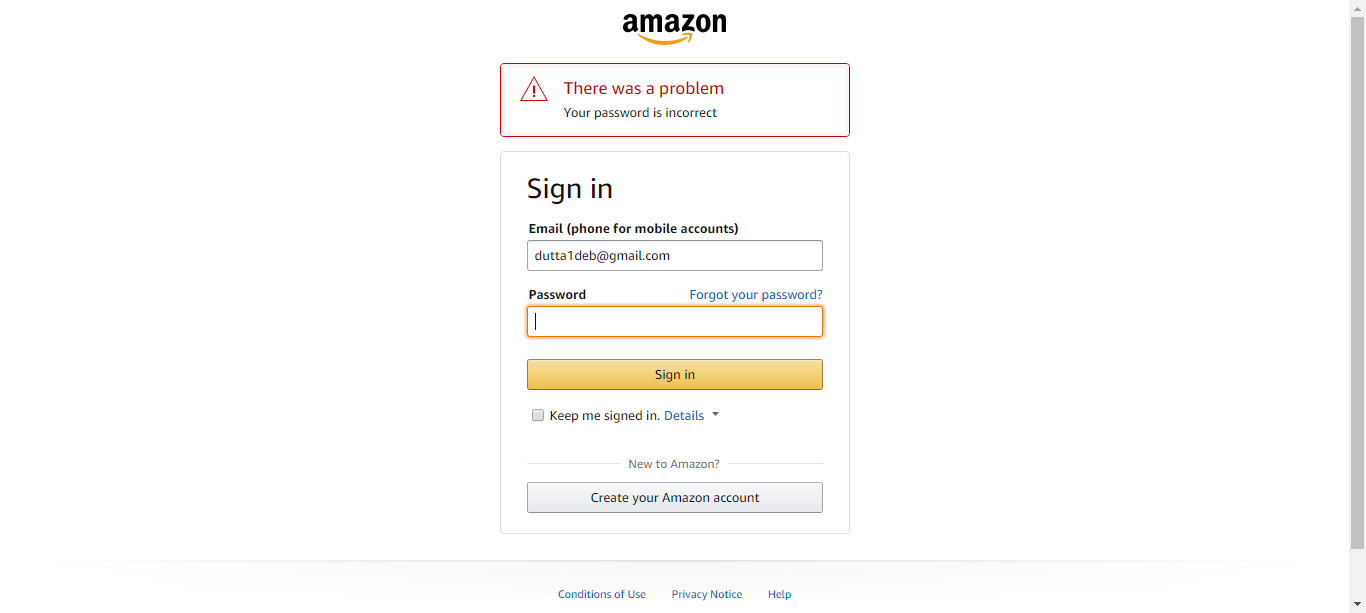 amazon
There was a problem
Your password is incorrect
Sign in
Email (phone for mobile accounts)
dutta1deb@gmail.com
Password Forgot your password?
Sign in
Keep me signed in. Details
New to Amazon?
Create your Amazon account
Conditions of Use Privacy Notice Help